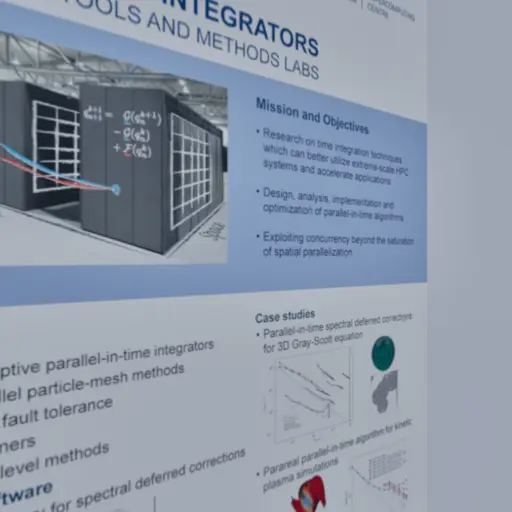 INTEGRATORS
TOOLS AND METHODS LABS
CENTRE
Mission and Objectives
• Research on time integration techniques
which can better utilize extreme-scale HPC
systems and accelerate applications
• Design, analysis, implementation and
optimization of parallel-in-time algorithms
• Exploiting concurrency beyond the saturation
of spatial parallelization
ptive parallel-in-time integrators
llel particle-mesh methods
fault tolerance
ners
level methods
tware
for spectral deferred corrections
Case studies
• Parallel-in-time spectral deferred corrections
for 3D Gray-Scott equation
• Parareal parallel-in-time algorithm for kinetic
plasma simulations